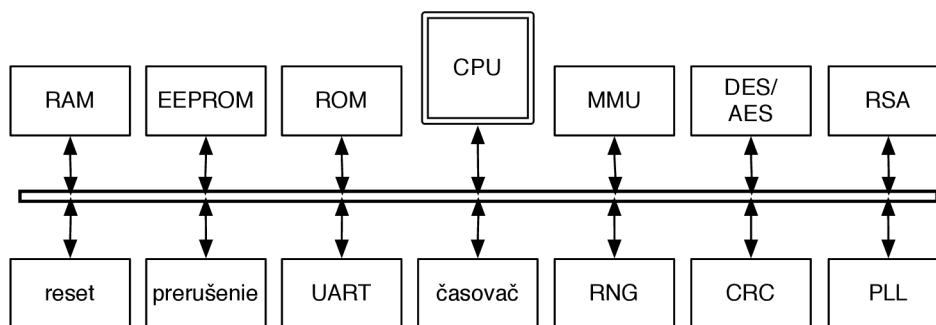 CPU
RAM
EEPROM
ROM
MMU
DES/
AES
RSA
reset
prerušenie
UART
časovač
RNG
CRC
PLL